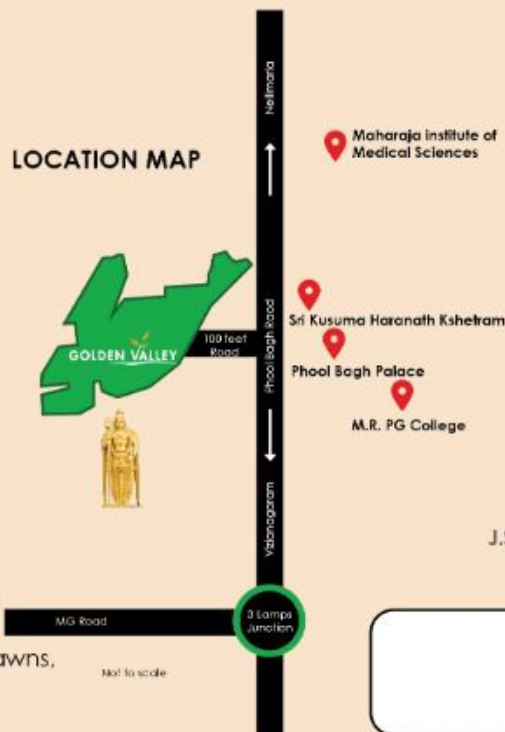 Nellimarla
LOCATION MAP
Maharaja institute of
Medical Sciences
Sri Kusuma Haranath Kshetram
100 feet
Road
Phool Bagh Raod
GOLDEN VALLEY
Phool Bagh Palace
M.R. PG College
Vizianagaram
J.S
MG Road
3 Lamps
Junction
awns,
Not to scale